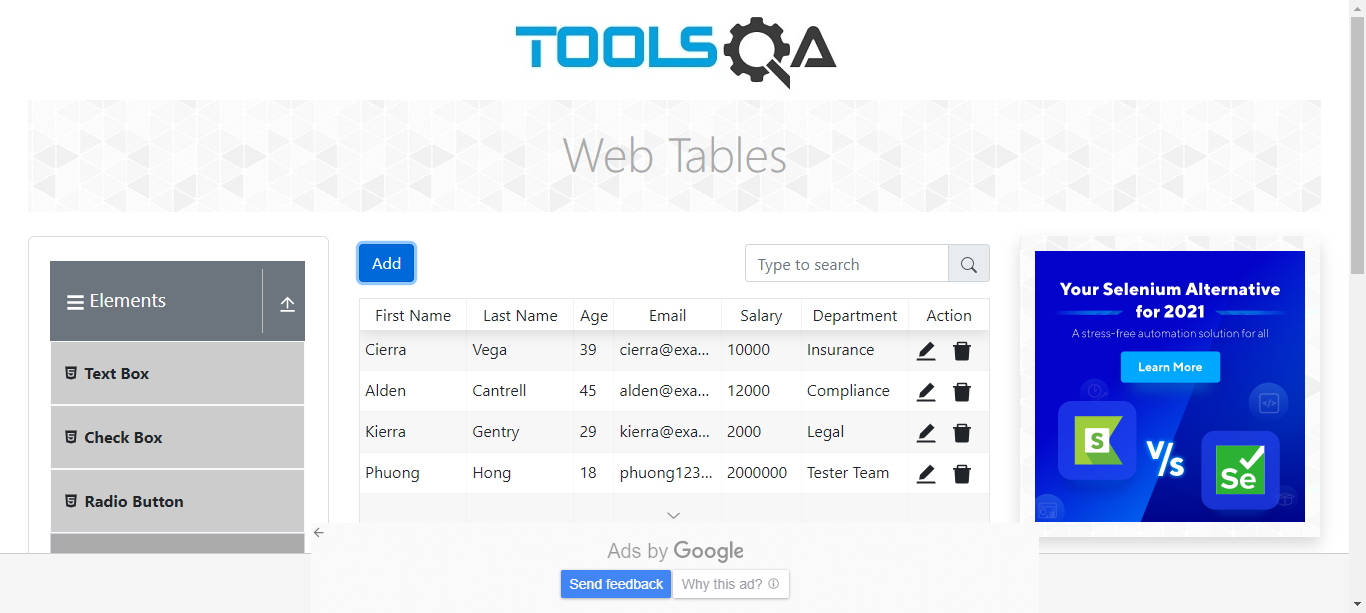 TOOLSQA
Web Tables
Elements
Text Box
Check Box
Radio Button
Add
Type to search
First Name Last Name Age Email Salary Department Action
Cierra Vega 39 cierra@exa... 10000 Insurance
Alden Cantrell 45 alden@exa... 12000 Compliance
Kierra Gentry 29 kierra@exa... 2000 Legal
Phuong Hong 18 phuong123... 2000000 Tester Team
Your Selenium Alternative
for 2021
A stress-free automation solution for all
Learn More
S
V/s
Se
Ads by Google
Send feedback
Why this ad?